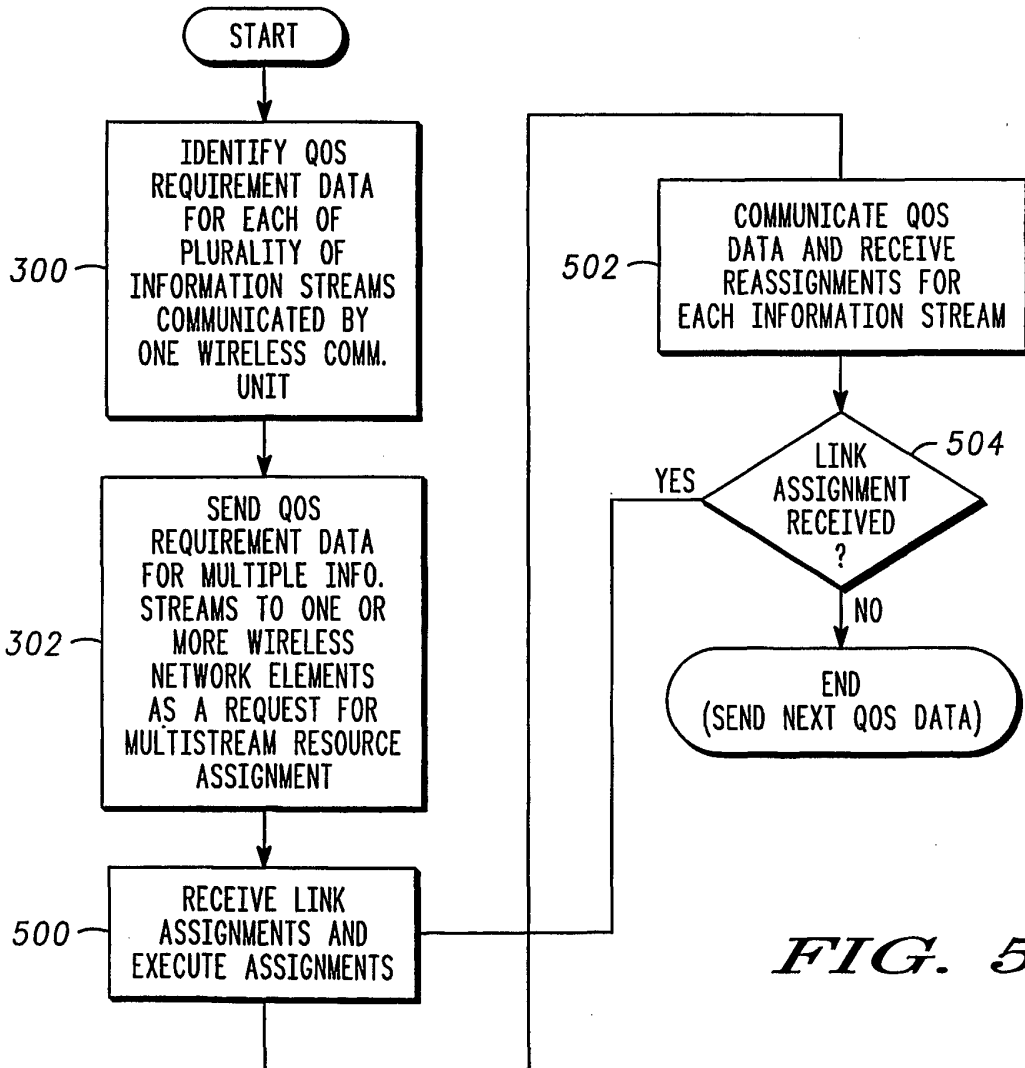 START
IDENTIFY QOS
REQUIREMENT DATA
FOR EACH OF
PLURALITY OF
INFORMATION STREAMS
COMMUNICATED BY
ONE WIRELESS COMM.
UNIT
300
SEND QOS
REQUIREMENT DATA
FOR MULTIPLE INFO.
STREAMS TO ONE OR
MORE WIRELESS
NETWORK ELEMENTS
AS A REQUEST FOR
MULTISTREAM RESOURCE
ASSIGNMENT
302
RECEIVE LINK
ASSIGNMENTS AND
EXECUTE ASSIGNMENTS
500
COMMUNICATE QOS
DATA AND RECEIVE
REASSIGNMENTS FOR
EACH INFORMATION STREAM
502
LINK
ASSIGNMENT
RECEIVED
?
504
YES
NO
END
(SEND NEXT QOS DATA)
FIG. 5